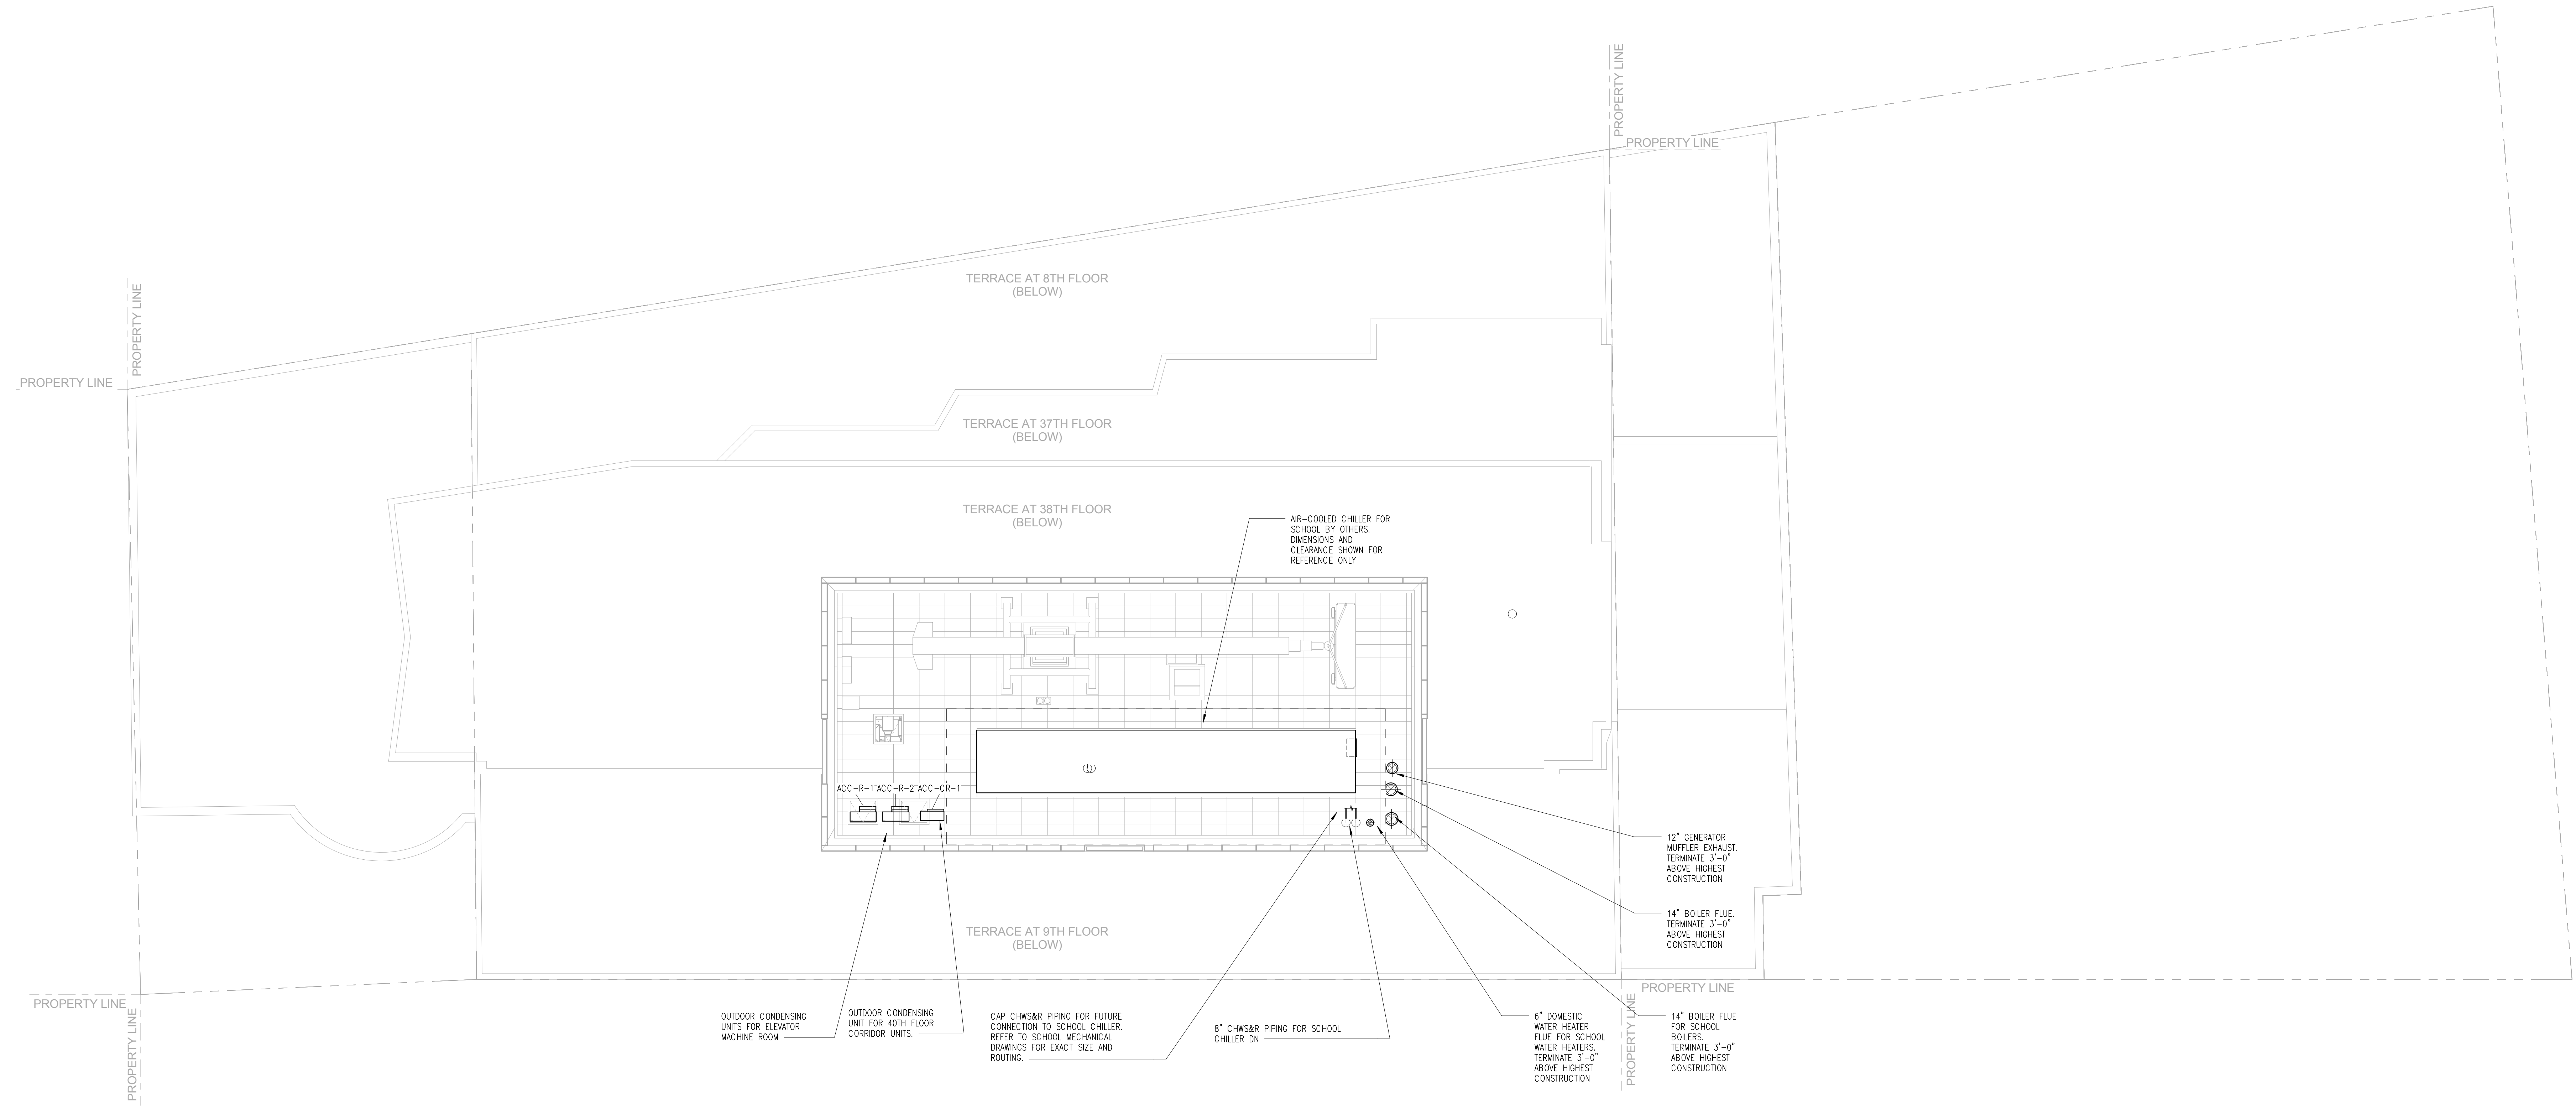 PROPERTY LINE
PROPERTY LINE
PROPERTY LINE
PROPERTY LINE
TERRACE AT 8TH FLOOR
(BELOW)
TERRACE AT 37TH FLOOR
(BELOW)
TERRACE AT 38TH FLOOR
(BELOW)
AIR-COOLED CHILLER FOR
SCHOOL BY OTHERS.
DIMENSIONS AND
CLEARANCE SHOWN FOR
REFERENCE ONLY
ACC-R-1 ACC-R-2 ACC-CR-1
12" GENERATOR
MUFFLER EXHAUST.
TERMINATE 3'-0"
ABOVE HIGHEST
CONSTRUCTION
14" BOILER FLUE.
TERMINATE 3'-0"
ABOVE HIGHEST
CONSTRUCTION
TERRACE AT 9TH FLOOR
(BELOW)
PROPERTY LINE
PROPERTY LINE
PROPERTY LINE
PROPERTY LINE
OUTDOOR CONDENSING
UNITS FOR ELEVATOR
MACHINE ROOM
OUTDOOR CONDENSING
UNIT FOR 40TH FLOOR
CORRIDOR UNITS.
CAP CHWS&R PIPING FOR FUTURE
CONNECTION TO SCHOOL CHILLER.
REFER TO SCHOOL MECHANICAL
DRAWINGS FOR EXACT SIZE AND
ROUTING.
8" CHWS&R PIPING FOR SCHOOL
CHILLER DN
6" DOMESTIC
WATER HEATER
FLUE FOR SCHOOL
WATER HEATERS.
TERMINATE 3'-0"
ABOVE HIGHEST
CONSTRUCTION
14" BOILER FLUE
FOR SCHOOL
BOILERS.
TERMINATE 3'-0"
ABOVE HIGHEST
CONSTRUCTION